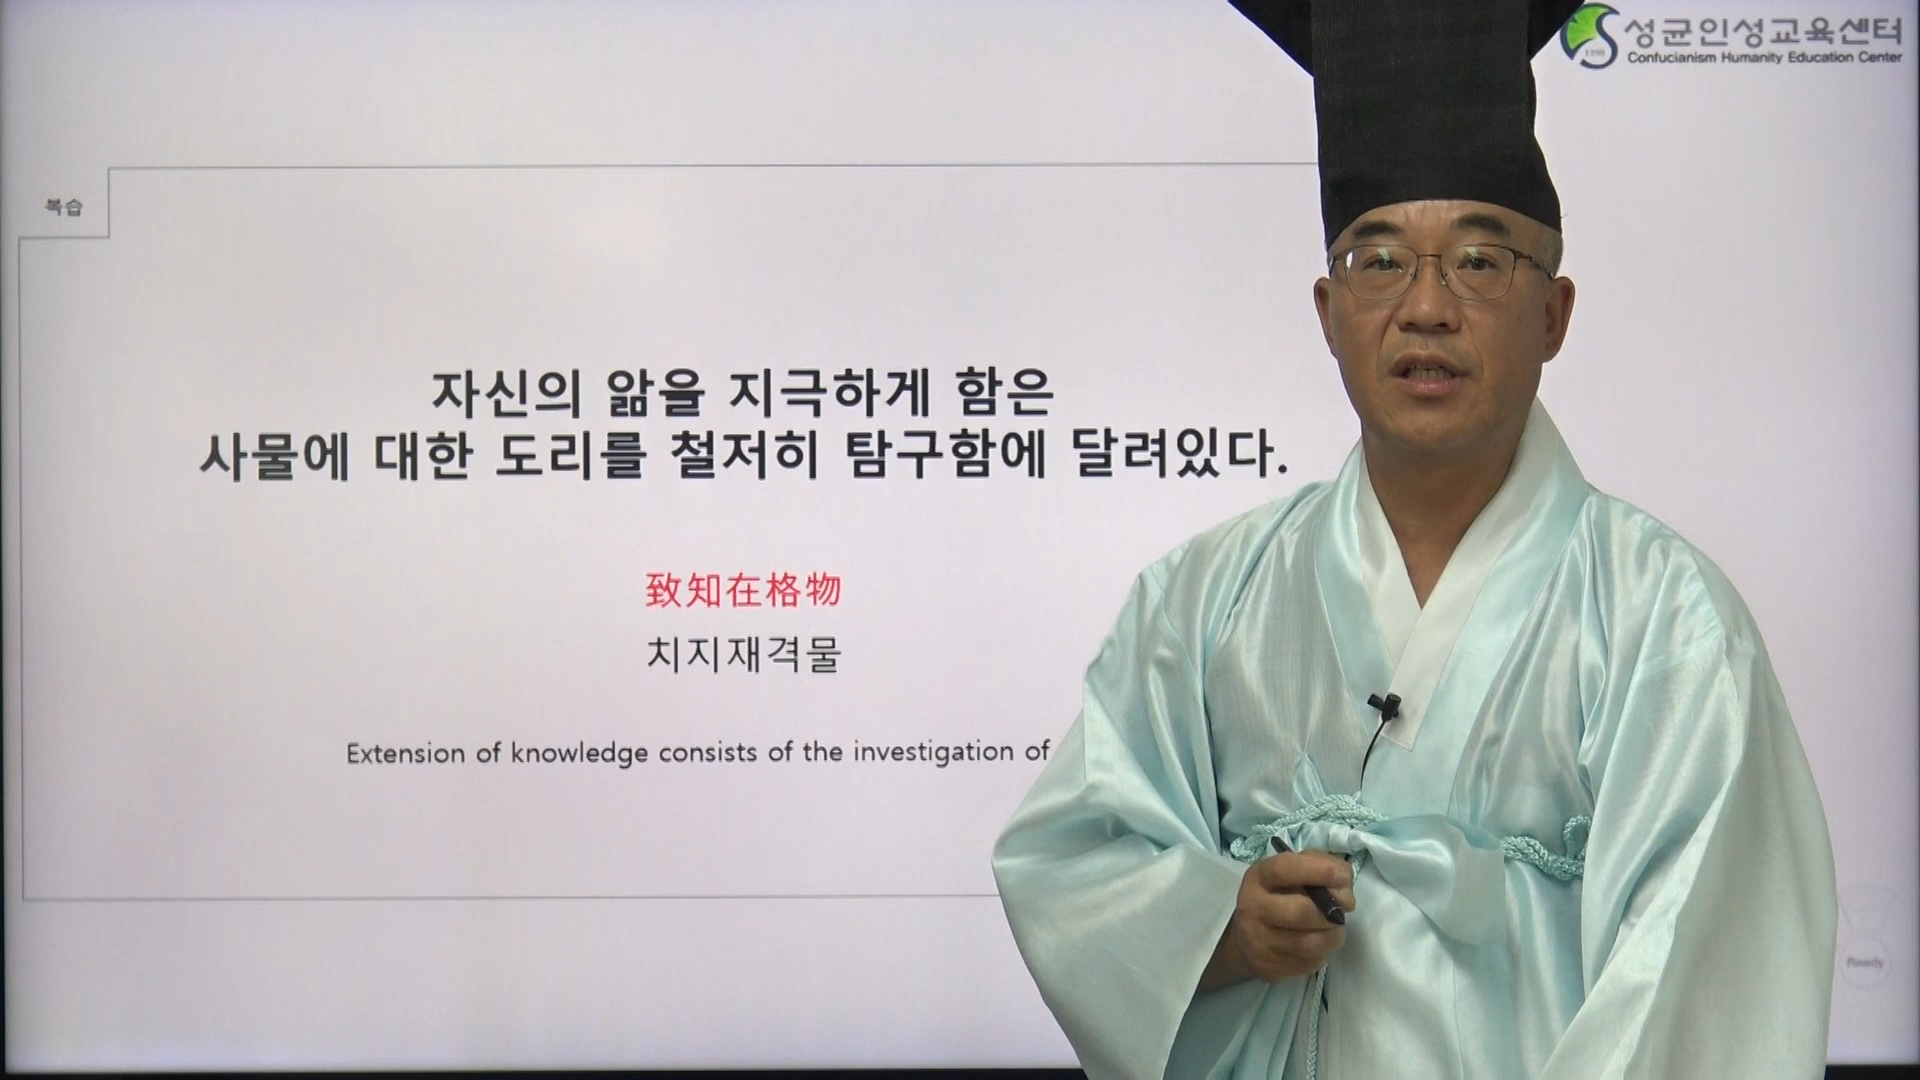 성균인성교육센터
Confucianism Humanity Education Center
1398
복습
자신의 앎을 지극하게 함은
사물에 대한 도리를 철저히 탐구함에 달려있다.
致知在格物
치지재격물
Extension of knowledge consists of the investigation of
Ready